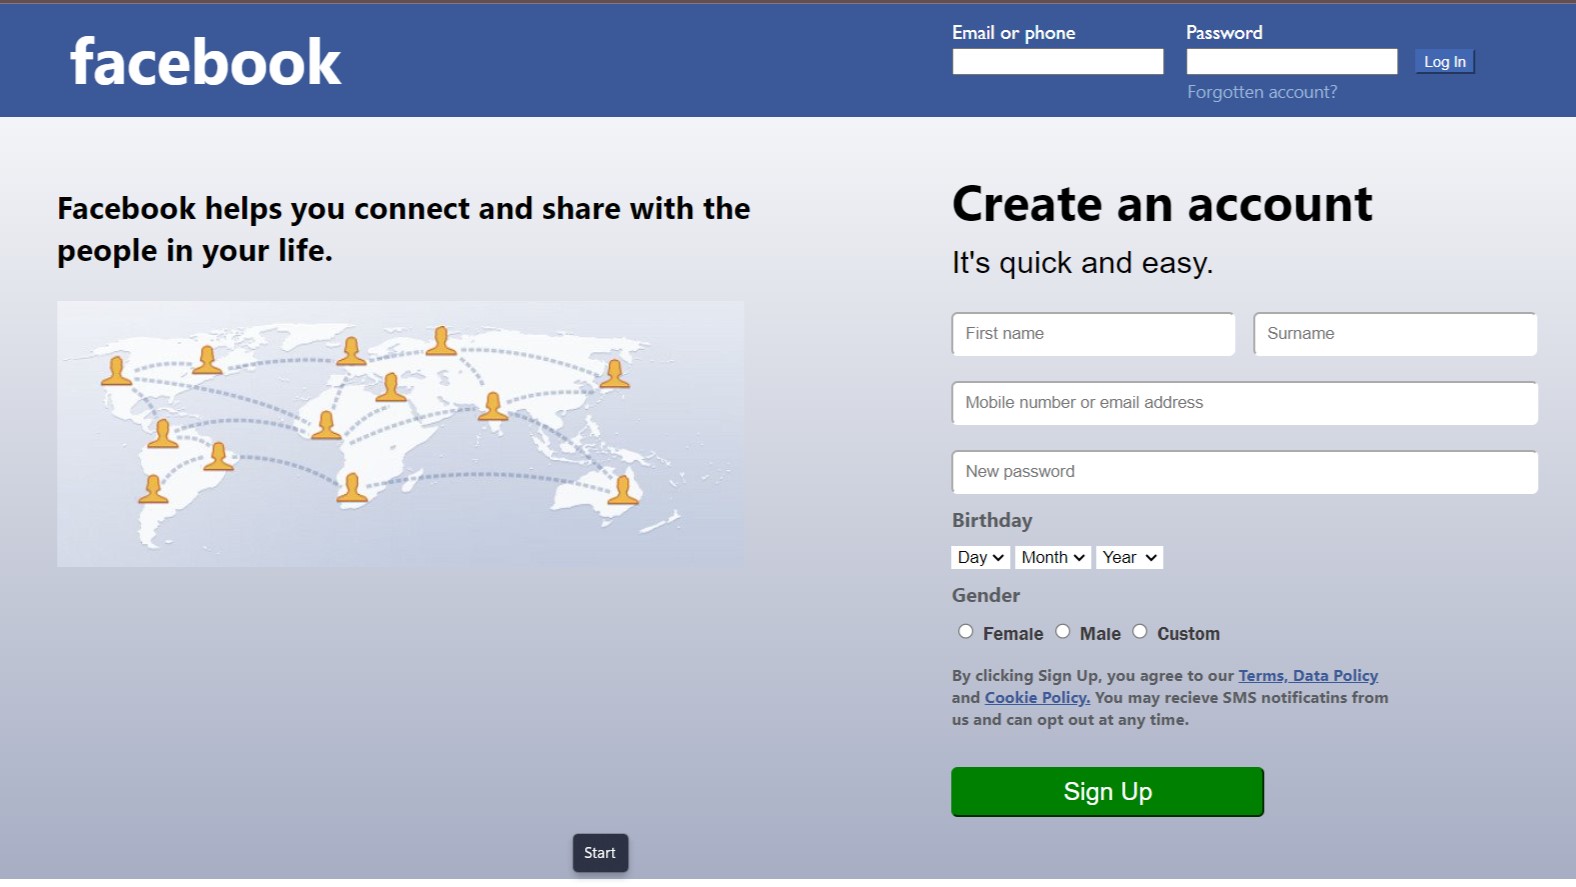 facebook
Email or phone
Password
Log In
Forgotten account?
Facebook helps you connect and share with the
people in your life.
Create an account
It's quick and easy.
First name
Surname
Mobile number or email address
New password
Birthday
Day
Month
Year
Gender
Female
Male
Custom
By clicking Sign Up, you agree to our Terms, Data Policy
and Cookie Policy. You may recieve SMS notificatins from
us and can opt out at any time.
Sign Up
Start